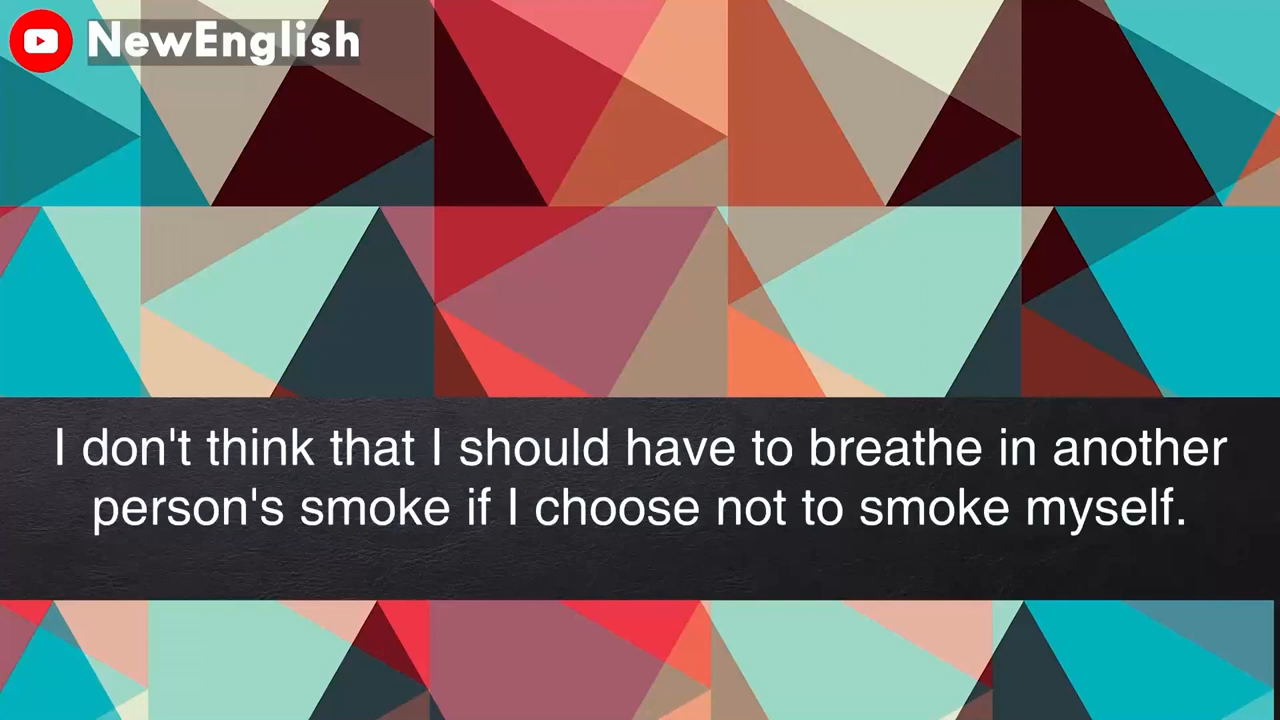 NewEnglish
I don't think that I should have to breathe in another
person's smoke if I choose not to smoke myself.